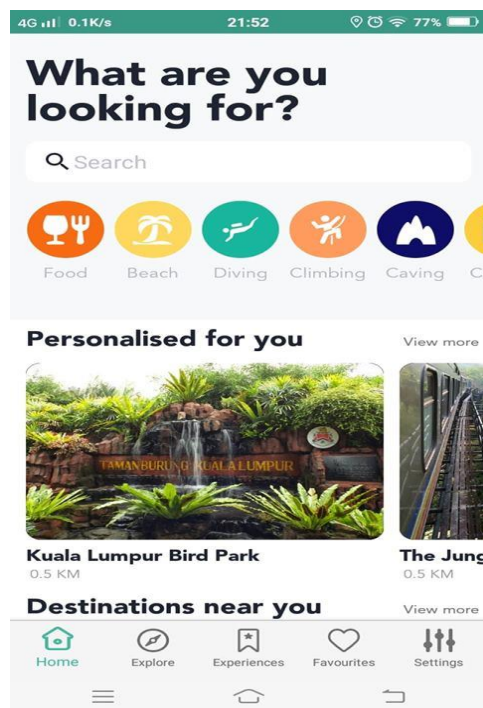 4G 0.1K/s 21:52 77%
What are you
looking for?
Search
Food Beach Diving Climbing Caving C
Personalised for you View more
TAMAN BURUNG KUALA LUMPUR
Kuala Lumpur Bird Park The Jung
0.5 KM 0.5 KM
Destinations near you View more
Home Explore Experiences Favourites Settings